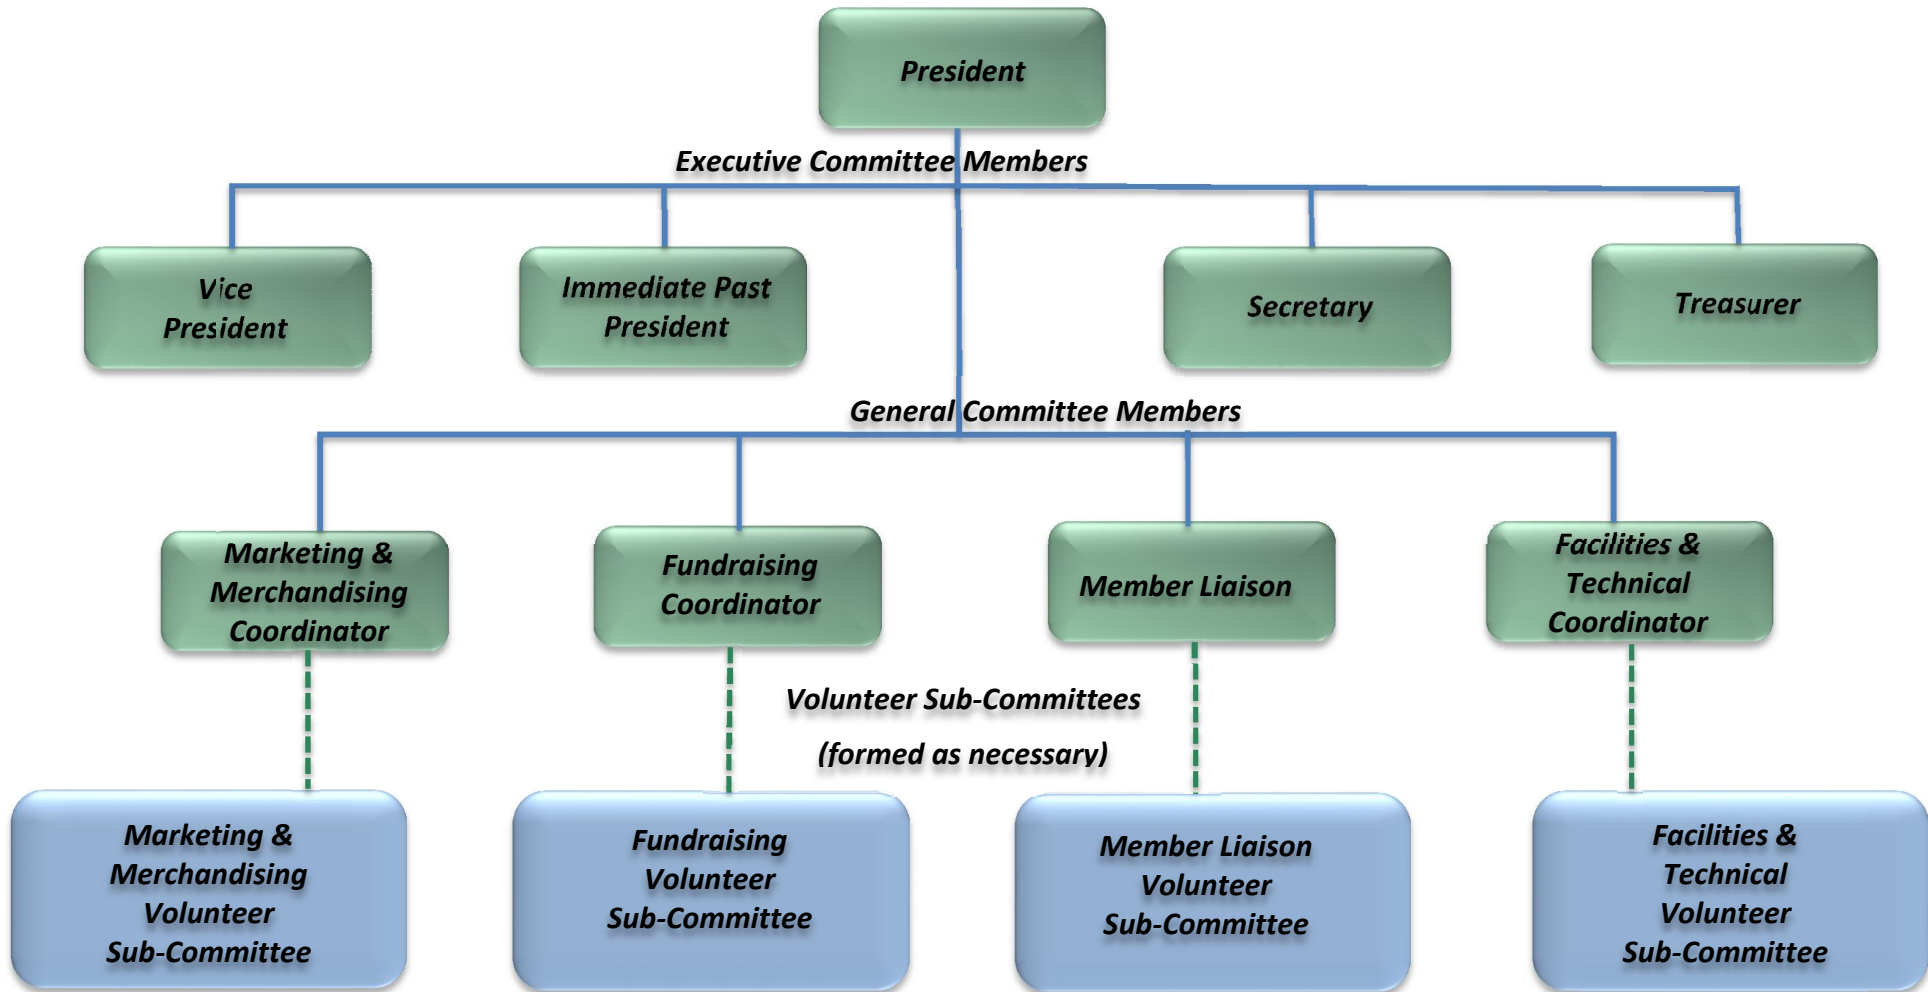 President
Executive Committee Members
Vice
President
Immediate Past
President
Secretary
Treasurer
General Committee Members
Marketing &
Merchandising
Coordinator
Fundraising
Coordinator
Member Liaison
Facilities &
Technical
Coordinator
Volunteer Sub-Committees
(formed as necessary)
Marketing &
Merchandising
Volunteer
Sub-Committee
Fundraising
Volunteer
Sub-Committee
Member Liaison
Volunteer
Sub-Committee
Facilities &
Technical
Volunteer
Sub-Committee